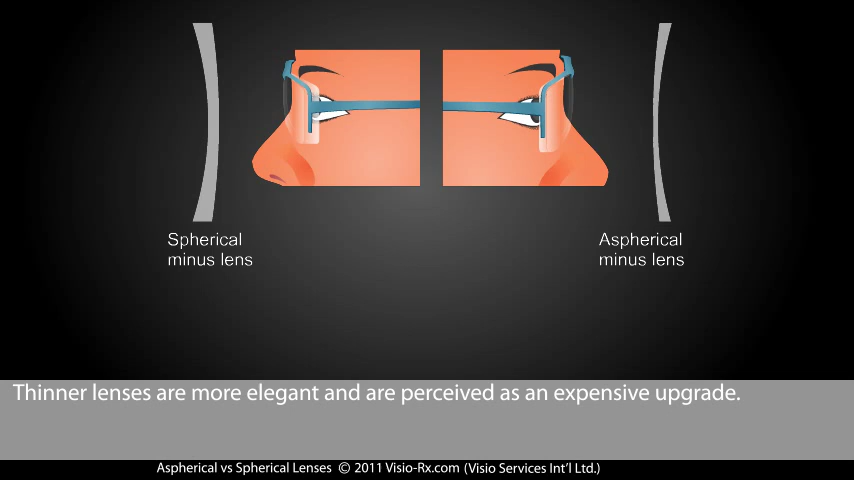 Spherical
minus lens
Aspherical
minus lens
Thinner lenses are more elegant and are perceived as an expensive upgrade.
Aspherical vs Spherical Lenses © 2011 Visio-Rx.com (Visio Services Int'l Ltd.)